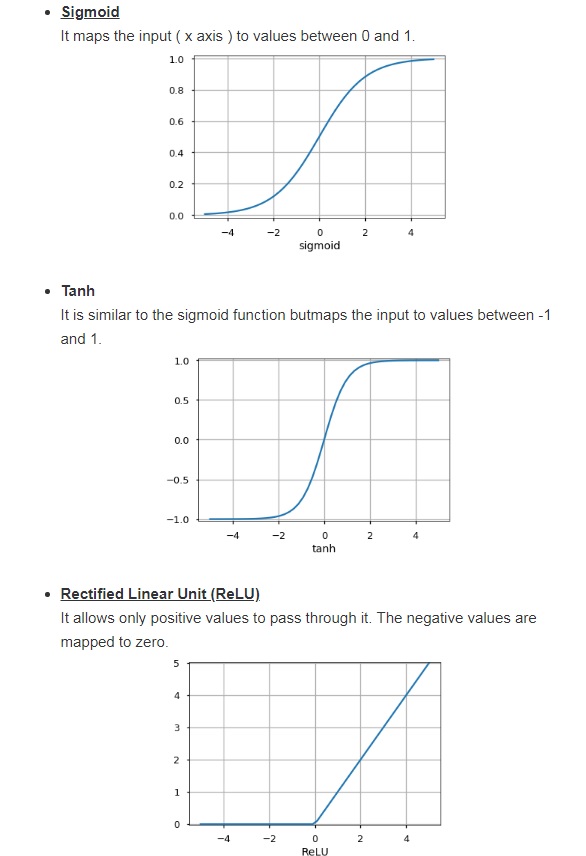 Sigmoid
It maps the input ( x axis ) to values between 0 and 1.
1.0
0.8
0.6
0.4
0.2
0.0
−4 −2 0 2 4
sigmoid
Tanh
It is similar to the sigmoid function butmaps the input to values between -1
and 1.
1.0
0.5
0.0
−0.5
−1.0
−4 −2 0 2 4
tanh
Rectified Linear Unit (ReLU)
It allows only positive values to pass through it. The negative values are
mapped to zero.
5
4
3
2
1
0
−4 −2 0 2 4
ReLU